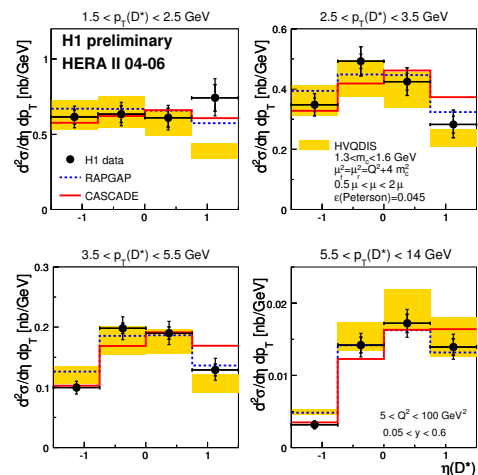 1.5 < p_T(D*) < 2.5 GeV
H1 preliminary
HERA II 04-06
d²σ/dη dp_T [nb/GeV]
1
0.5
0
H1 data
RAPGAP
CASCADE
-1 0 1
2.5 < p_T(D*) < 3.5 GeV
d²σ/dη dp_T [nb/GeV]
0.6
0.4
0.2
0
HVQDIS
1.3<m_c<1.6 GeV
μ_f²=μ_r²=Q²+4 m_c²
0.5 μ < μ < 2 μ
ε(Peterson)=0.045
-1 0 1
3.5 < p_T(D*) < 5.5 GeV
d²σ/dη dp_T [nb/GeV]
0.3
0.2
0.1
0
-1 0 1
5.5 < p_T(D*) < 14 GeV
d²σ/dη dp_T [nb/GeV]
0.02
0.01
0
5 < Q² < 100 GeV²
0.05 < y < 0.6
-1 0 1
η(D*)